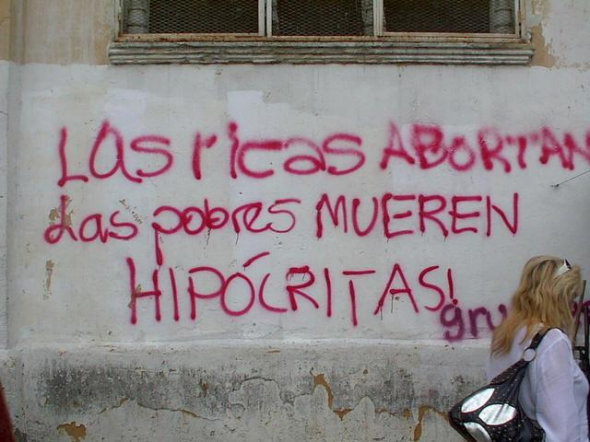 Las ricas ABORTAN
Las pobres MUEREN
HIPÓCRITAS!